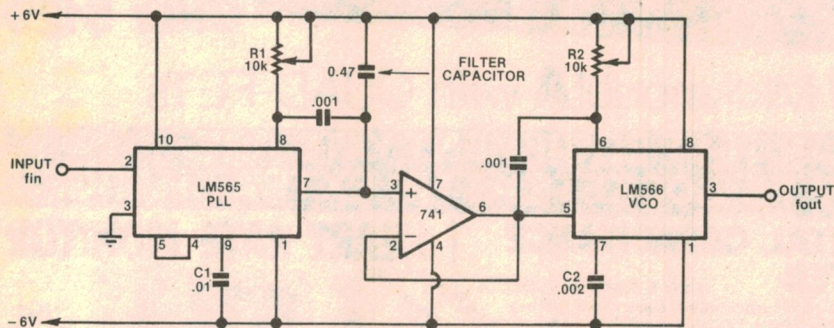 +6V
R1
10k
0.47
FILTER
CAPACITOR
R2
10k
.001
.001
10
8
INPUT
fin
2
3
LM565
PLL
7
5
4
9
1
3
+
7
741
6
2
−
4
6
8
5
LM566
VCO
3
OUTPUT
fout
7
1
C1
.01
C2
.002
−6V